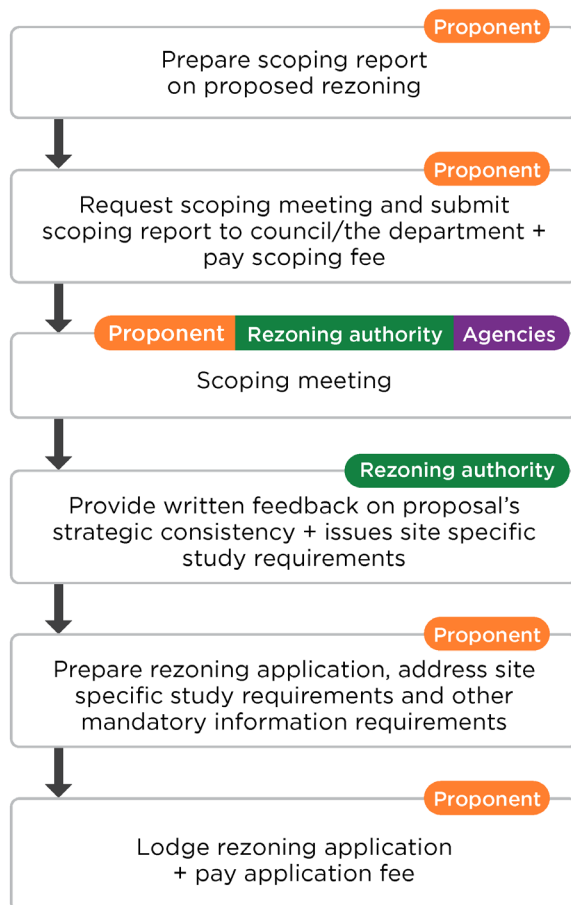 Proponent
Prepare scoping report
on proposed rezoning
Proponent
Request scoping meeting and submit
scoping report to council/the department +
pay scoping fee
Proponent Rezoning authority Agencies
Scoping meeting
Rezoning authority
Provide written feedback on proposal’s
strategic consistency + issues site specific
study requirements
Proponent
Prepare rezoning application, address site
specific study requirements and other
mandatory information requirements
Proponent
Lodge rezoning application
+ pay application fee